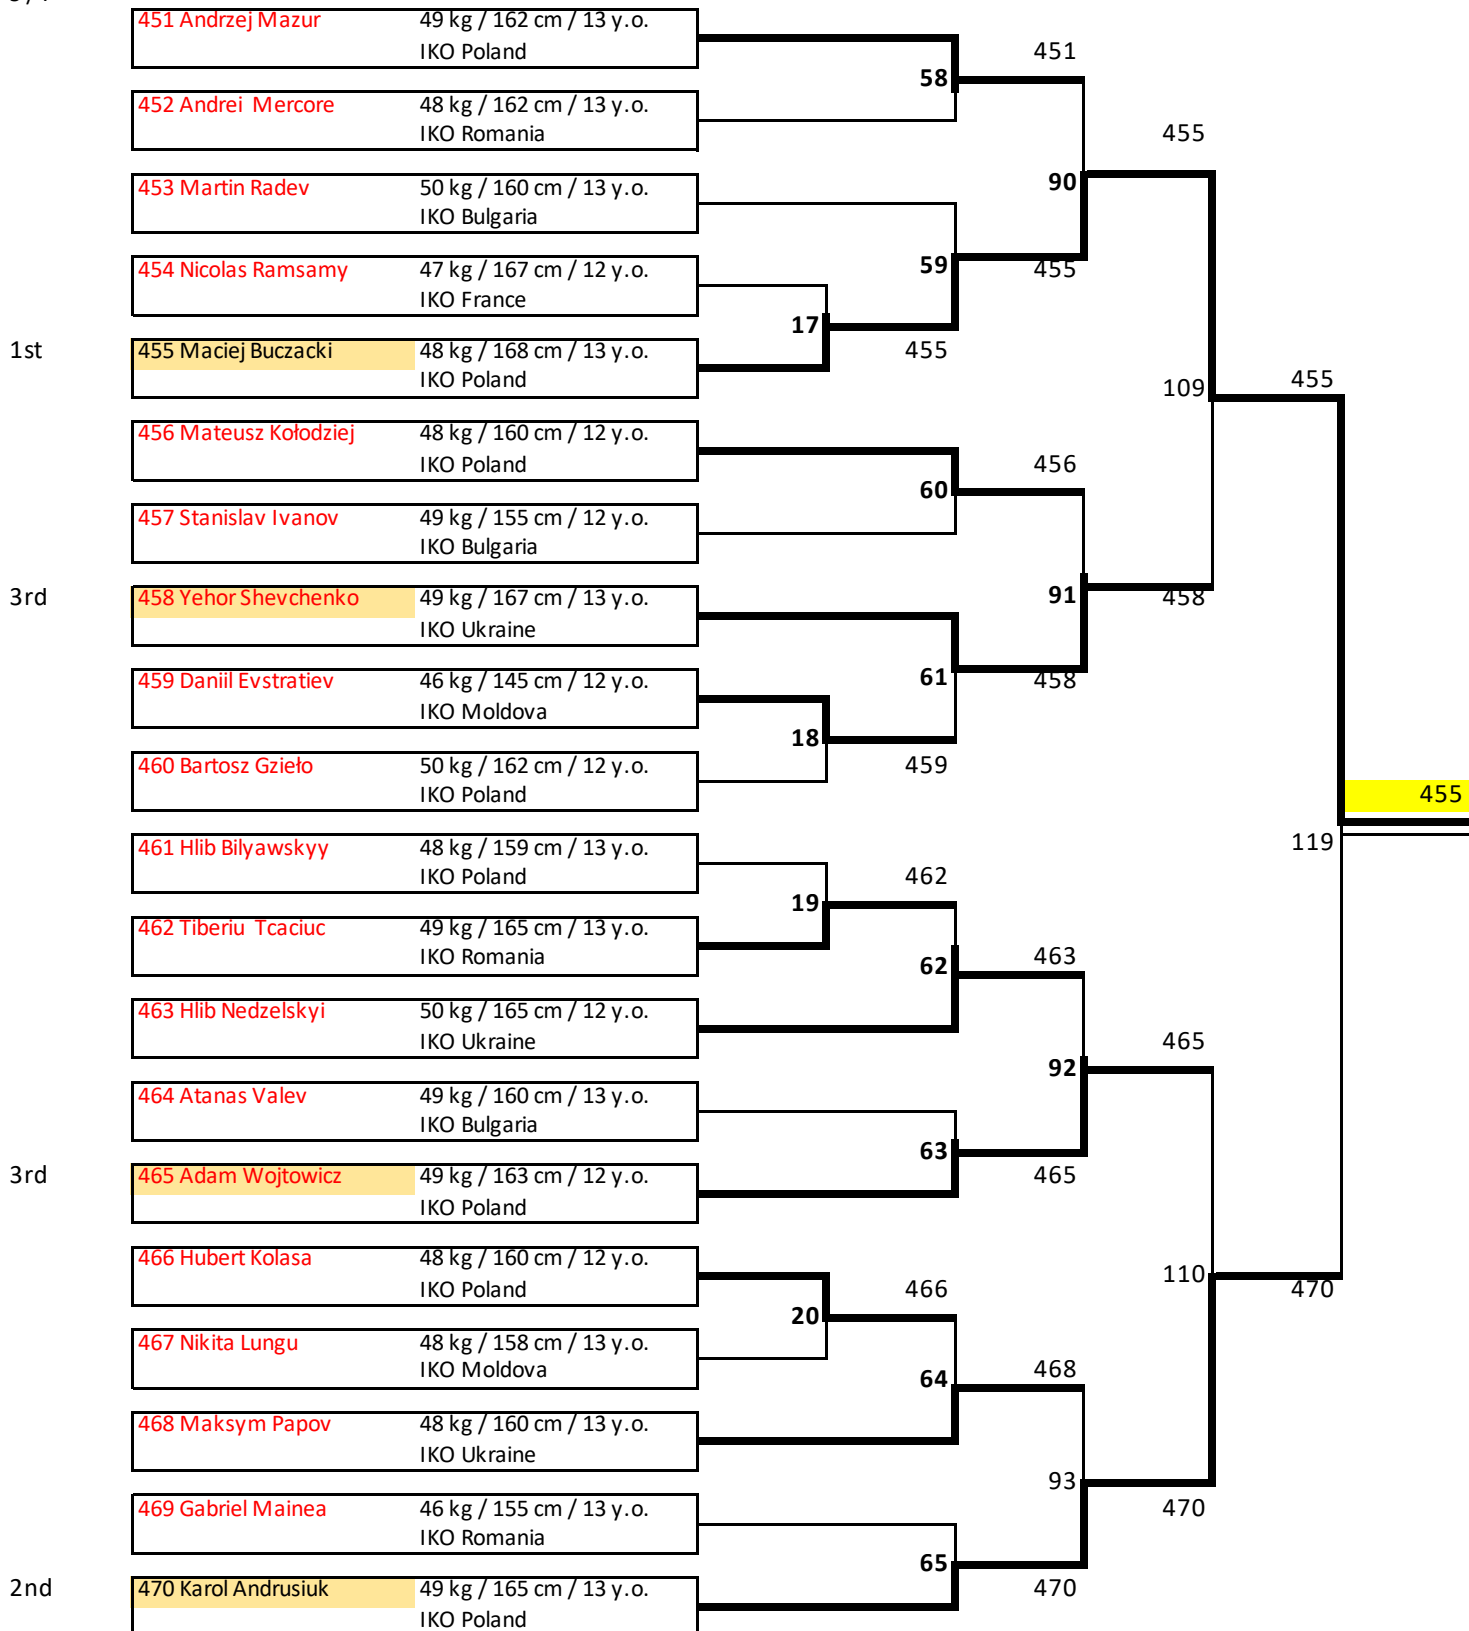 451 Andrzej Mazur 49 kg / 162 cm / 13 y.o.
IKO Poland
451
58
452 Andrei Mercore 48 kg / 162 cm / 13 y.o.
IKO Romania
455
453 Martin Radev 50 kg / 160 cm / 13 y.o.
90
IKO Bulgaria
454 Nicolas Ramsamy 47 kg / 167 cm / 12 y.o.
59 455
IKO France
17
1st 455 Maciej Buczacki 48 kg / 168 cm / 13 y.o. 455
IKO Poland
109 455
456 Mateusz Kołodziej 48 kg / 160 cm / 12 y.o.
IKO Poland 456
60
457 Stanislav Ivanov 49 kg / 155 cm / 12 y.o.
IKO Bulgaria
3rd 458 Yehor Shevchenko 49 kg / 167 cm / 13 y.o. 91 458
IKO Ukraine
459 Daniil Evstratiev 46 kg / 145 cm / 12 y.o. 61 458
IKO Moldova
18
460 Bartosz Gzieło 50 kg / 162 cm / 12 y.o. 459
IKO Poland 455
461 Hlib Bilyawskyy 48 kg / 159 cm / 13 y.o. 119
IKO Poland 462
19
462 Tiberiu Tcaciuc 49 kg / 165 cm / 13 y.o.
IKO Romania 62 463
463 Hlib Nedzelskyi 50 kg / 165 cm / 12 y.o.
IKO Ukraine 465
92
464 Atanas Valev 49 kg / 160 cm / 13 y.o.
IKO Bulgaria
63
3rd 465 Adam Wojtowicz 49 kg / 163 cm / 12 y.o. 465
IKO Poland
466 Hubert Kolasa 48 kg / 160 cm / 12 y.o.
IKO Poland 466 110 470
20
467 Nikita Lungu 48 kg / 158 cm / 13 y.o.
IKO Moldova 64 468
468 Maksym Papov 48 kg / 160 cm / 13 y.o.
IKO Ukraine
93
469 Gabriel Mainea 46 kg / 155 cm / 13 y.o. 470
IKO Romania
65
2nd 470 Karol Andrusiuk 49 kg / 165 cm / 13 y.o. 470
IKO Poland